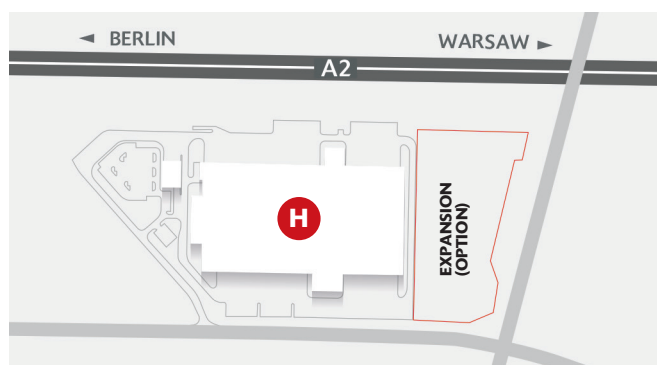 ◄ BERLIN
WARSAW ►
A2
H
EXPANSION
(OPTION)